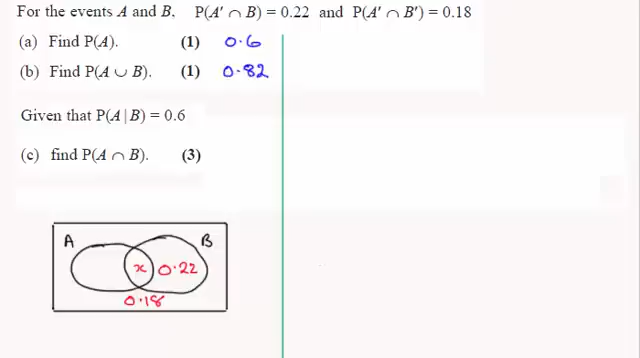 For the events A and B, P(A′ ∩ B) = 0.22 and P(A′ ∩ B′) = 0.18
(a) Find P(A). (1) 0.6
(b) Find P(A ∪ B). (1) 0.82
Given that P(A | B) = 0.6
(c) find P(A ∩ B). (3)
A B
x 0.22
0.18